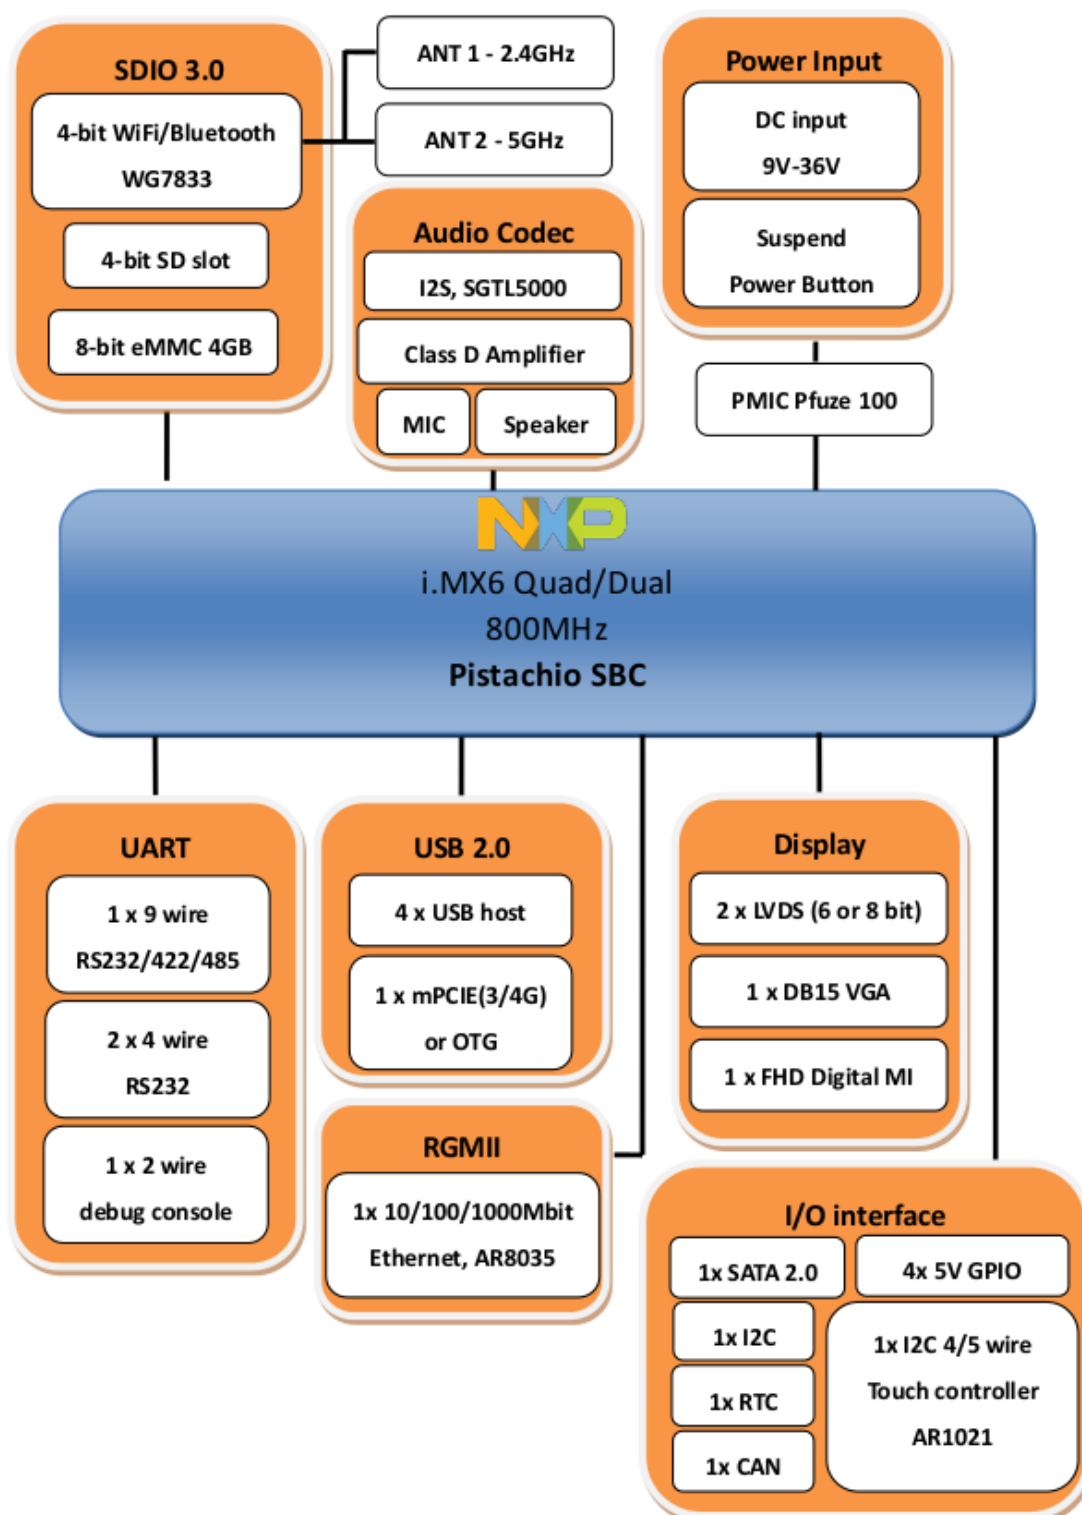 SDIO 3.0
4-bit WiFi/Bluetooth
WG7833
4-bit SD slot
8-bit eMMC 4GB
ANT 1 - 2.4GHz
ANT 2 - 5GHz
Audio Codec
I2S, SGTL5000
Class D Amplifier
MIC
Speaker
Power Input
DC input
9V-36V
Suspend
Power Button
PMIC Pfuze 100
NXP
i.MX6 Quad/Dual
800MHz
Pistachio SBC
UART
1 x 9 wire
RS232/422/485
2 x 4 wire
RS232
1 x 2 wire
debug console
USB 2.0
4 x USB host
1 x mPCIE(3/4G)
or OTG
RGMII
1x 10/100/1000Mbit
Ethernet, AR8035
Display
2 x LVDS (6 or 8 bit)
1 x DB15 VGA
1 x FHD Digital MI
I/O interface
1x SATA 2.0
4x 5V GPIO
1x I2C
1x RTC
1x CAN
1x I2C 4/5 wire
Touch controller
AR1021